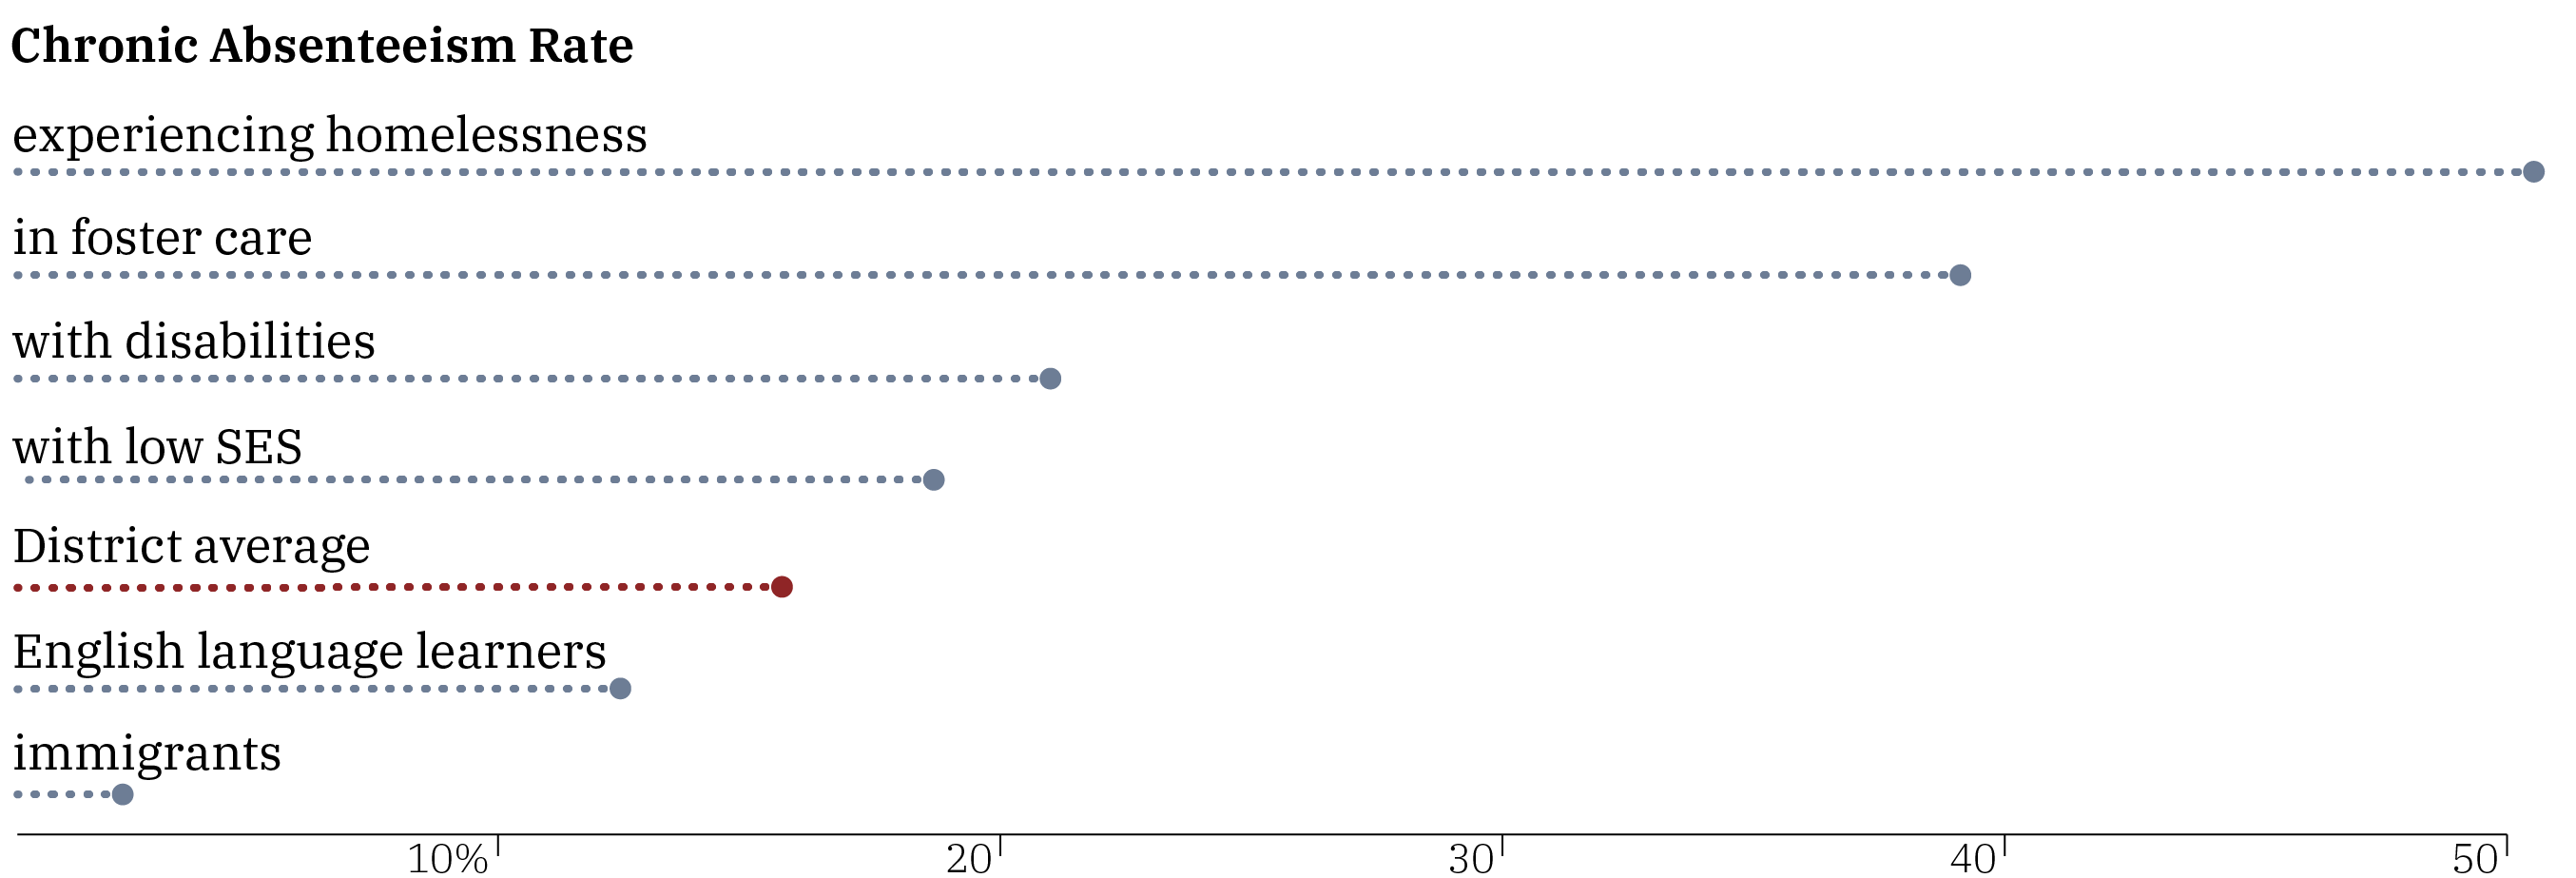 Chronic Absenteeism Rate
experiencing homelessness
in foster care
with disabilities
with low SES
District average
English language learners
immigrants
10% 20 30 40 50